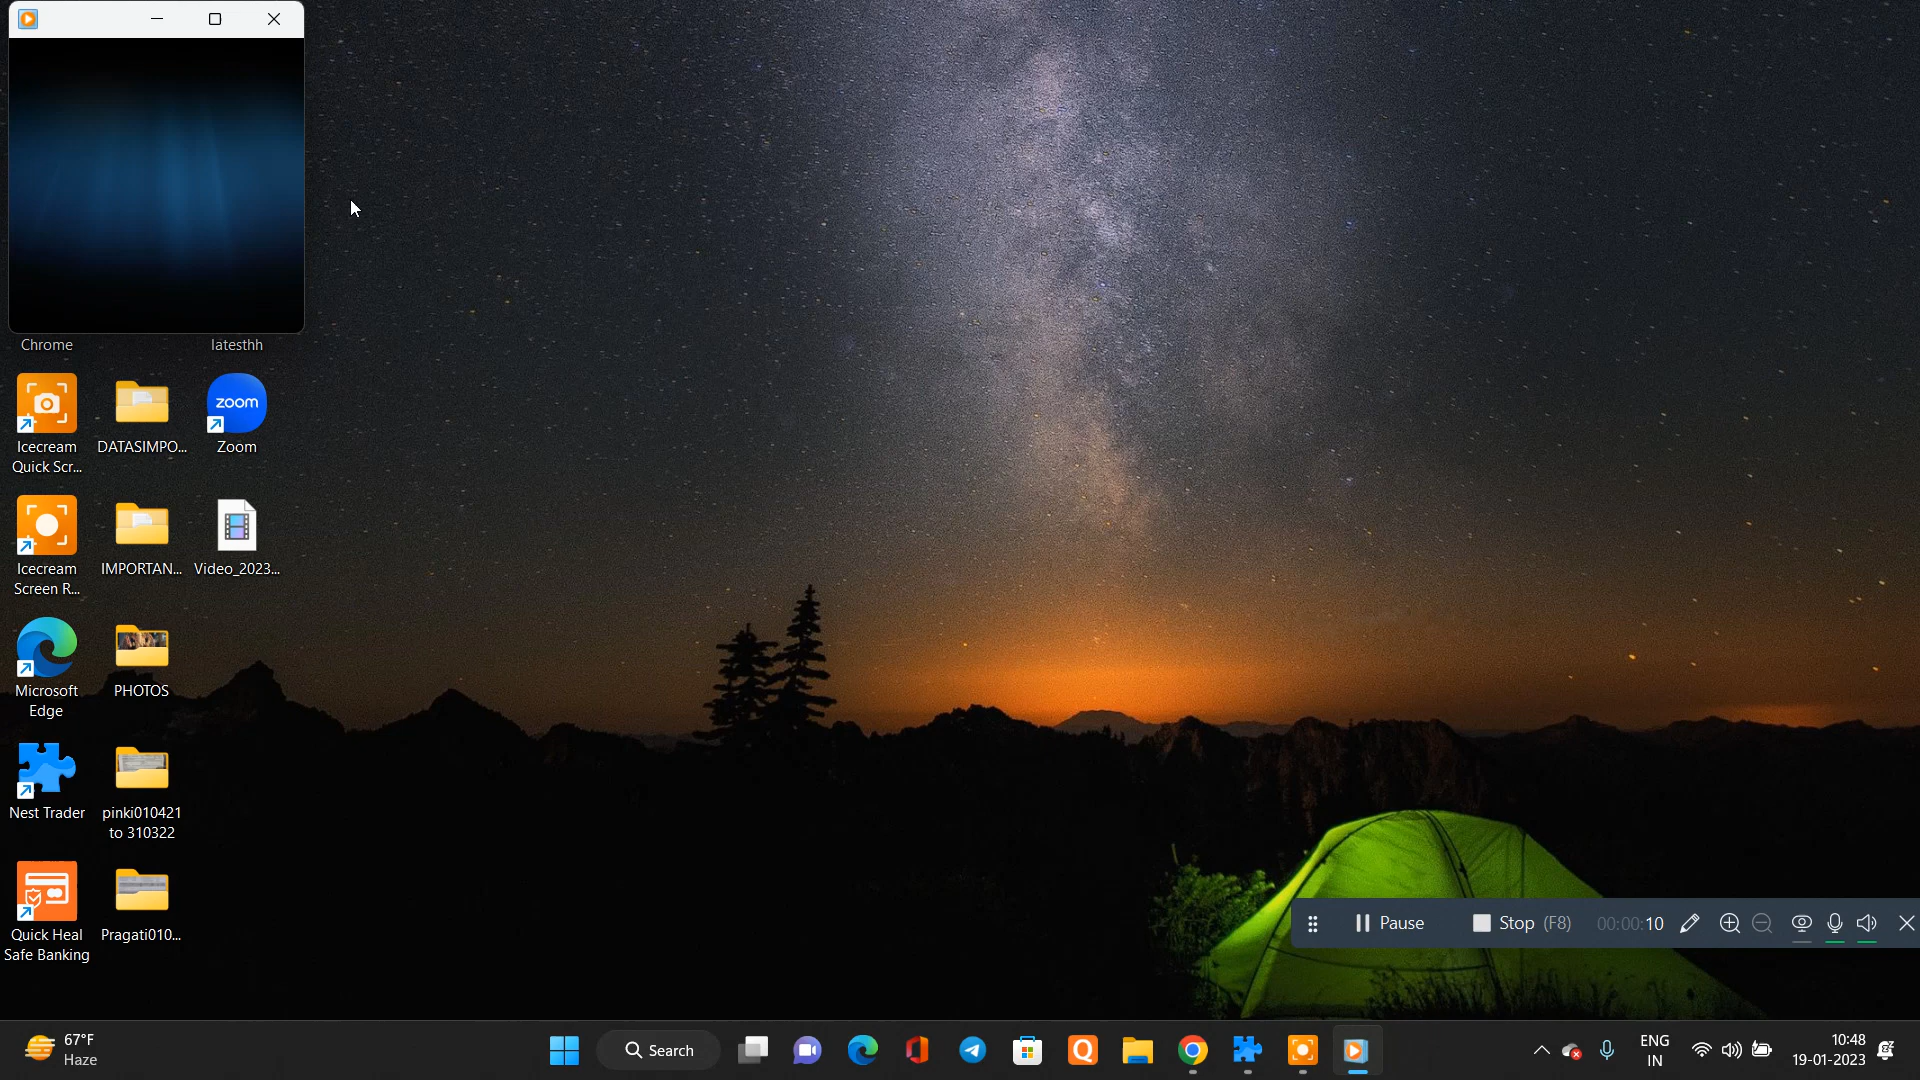 Chrome
latesthh
Icecream
Quick Scr...
DATASIMPO...
zoom
Zoom
Icecream
Screen R...
IMPORTAN...
Video_2023...
Microsoft
Edge
PHOTOS
Nest Trader
pinki010421
to 310322
Quick Heal
Safe Banking
Pragati010...
Pause
Stop (F8)
00:00:10
67°F
Haze
Search
Q
ENG
IN
10:48
19-01-2023